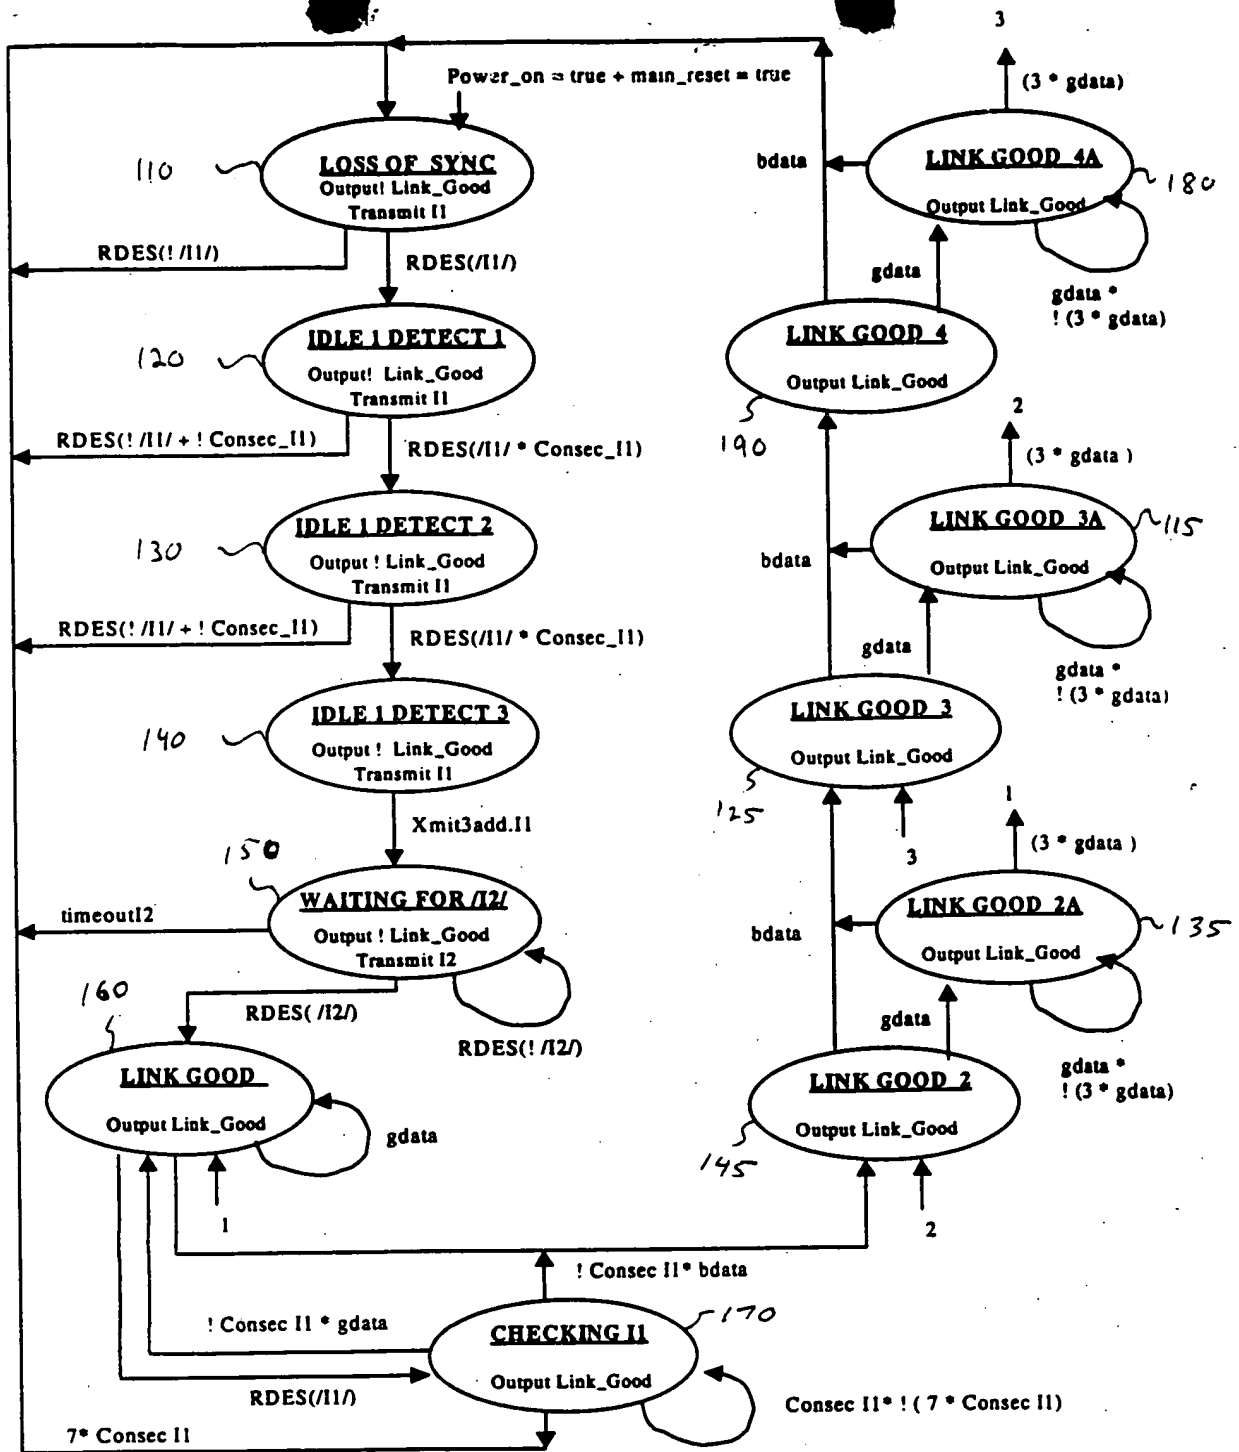 Power_on = true + main_reset = true
110
LOSS OF SYNC
Output! Link_Good
Transmit I1
RDES(! /I1/)
RDES(/I1/)
120
IDLE 1 DETECT 1
Output! Link_Good
Transmit I1
RDES(! /I1/ + ! Consec_I1)
RDES(/I1/ * Consec_I1)
130
IDLE 1 DETECT 2
Output ! Link_Good
Transmit I1
RDES(! /I1/ + ! Consec_I1)
RDES(/I1/ * Consec_I1)
140
IDLE 1 DETECT 3
Output ! Link_Good
Transmit I1
Xmit3add.I1
150
WAITING FOR /I2/
Output ! Link_Good
Transmit I2
timeoutI2
RDES( /I2/)
RDES(! /I2/)
160
LINK GOOD
Output Link_Good
gdata
1
! Consec I1* bdata
! Consec I1 * gdata
RDES(/I1/)
170
CHECKING I1
Output Link_Good
Consec I1* ! ( 7 * Consec I1)
7* Consec I1
3
(3 * gdata)
bdata
LINK GOOD 4A
Output Link_Good
180
gdata
gdata *
! (3 * gdata)
LINK GOOD 4
Output Link_Good
190
2
(3 * gdata )
bdata
LINK GOOD 3A
Output Link_Good
115
gdata
gdata *
! (3 * gdata)
LINK GOOD 3
Output Link_Good
125
3
1
(3 * gdata )
bdata
LINK GOOD 2A
Output Link_Good
135
gdata
gdata *
! (3 * gdata)
LINK GOOD 2
Output Link_Good
145
2